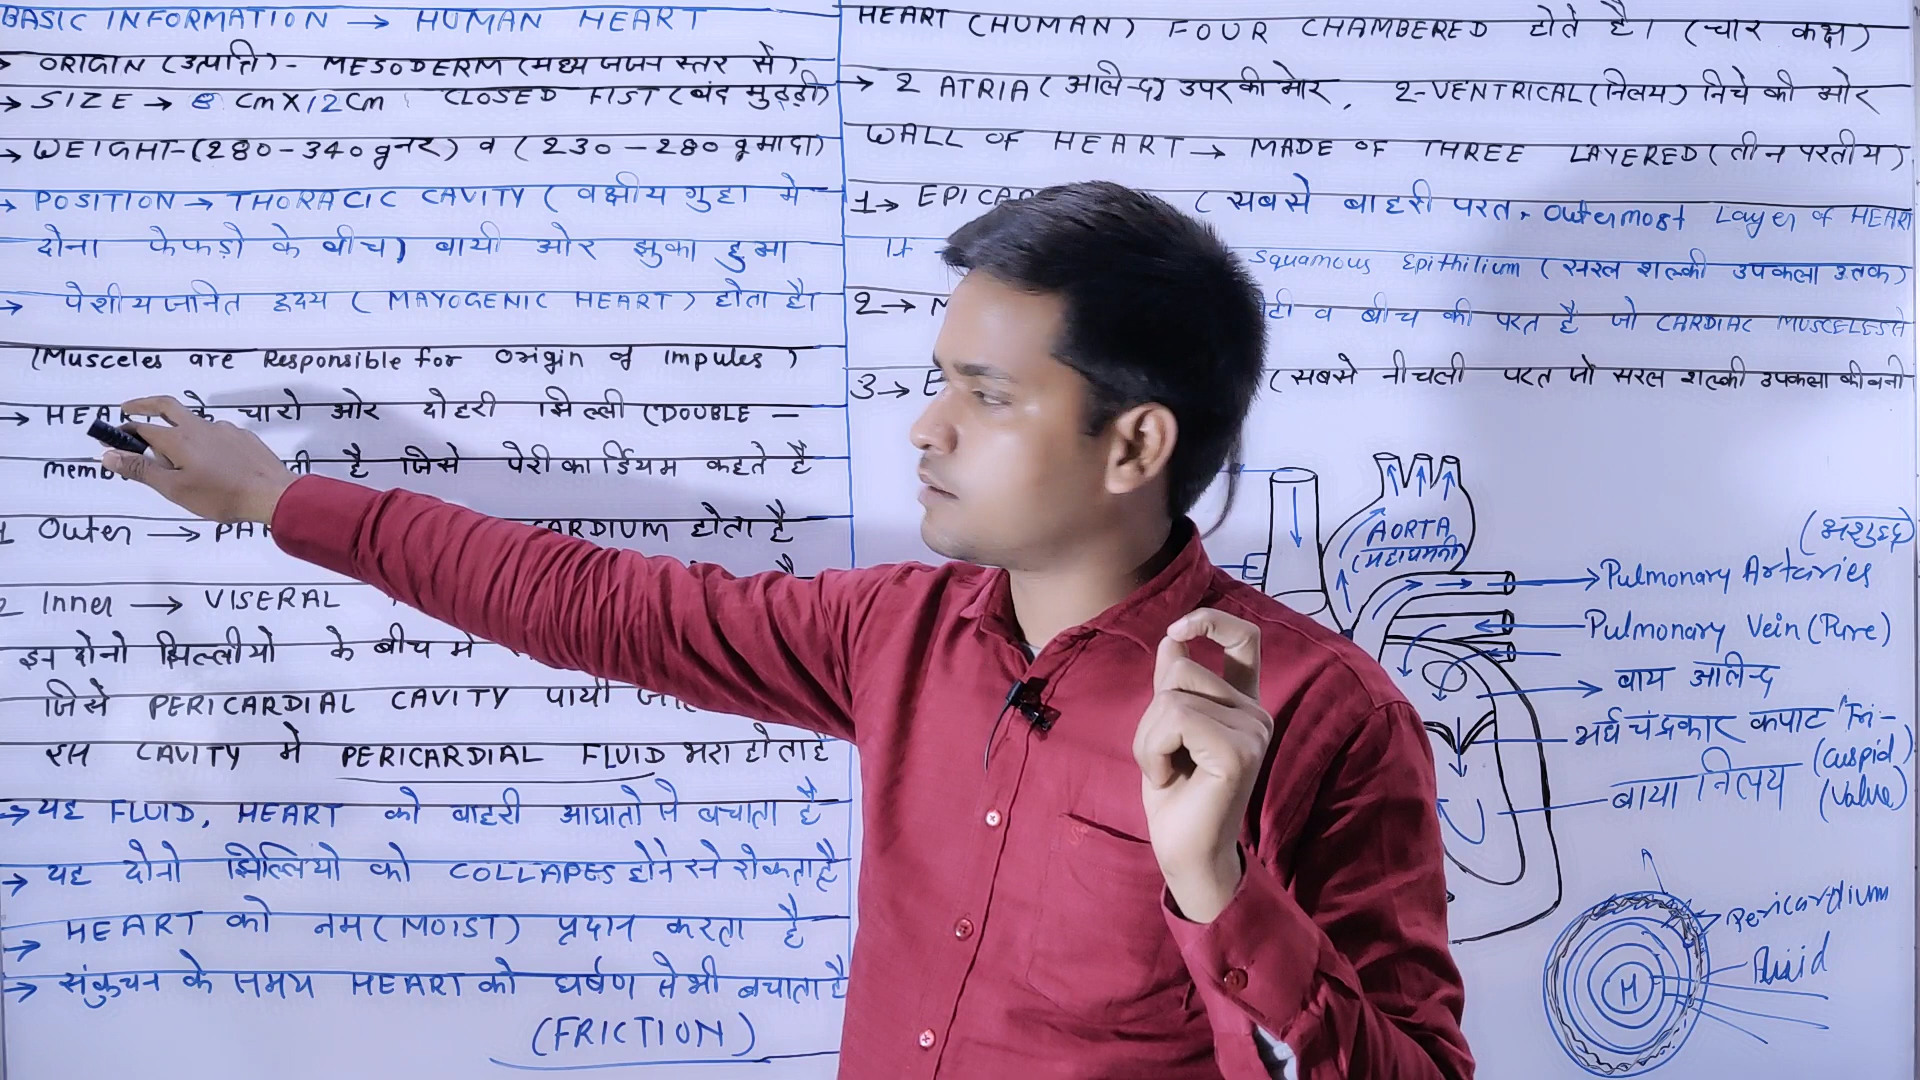 BASIC INFORMATION → HUMAN HEART
→ ORIGIN (उत्पत्ति) - MESODERM (मध्य जनन स्तर से)
→ SIZE → 8 cm X 12 cm CLOSED FIST (बंद मुट्ठी)
→ WEIGHT-(280-340 g नर) व (230-280 g मादा)
→ POSITION → THORACIC CAVITY (वक्षीय गुहा मे
दोना फेफड़ो के बीच) बायी ओर झुका हुआ
→ पेशीयजनित हृदय (MAYOGENIC HEART) होता है।
(Musceles are Responsible for Origin of Impules)
→ के चारो ओर दोहरी झिल्ली (DOUBLE -
है जिसे पेरीकार्डियम कहते है
1 Outer → होता है
2 Inner → VISERAL
इन दोनो झिल्लीयो के बीच मे
जिसे PERICARDIAL CAVITY पायी
इस CAVITY मे PERICARDIAL FLUID भरा होता है
→ यह FLUID, HEART को बाहरी आघातो से बचाता है
→ यह दोनो झिल्लियो को COLLAPES होने से रोकता है
→ HEART को नम (MOIST) प्रदान करता है
→ संकुचन के समय HEART को घर्षण से भी बचाता है
(FRICTION)
HEART (HUMAN) FOUR CHAMBERED होते है। (चार कक्ष)
→ 2 ATRIA (आलिन्द) उपर की ओर, 2-VENTRICAL (निलय) निचे की ओर
WALL OF HEART → MADE OF THREE LAYERED (तीन परतीय)
1→ (सबसे बाहरी परत, Outermost Layer of HEART
Squamous Epithilium (सरल शल्की उपकला उतक)
2→ व बीच की परत है जो CARDIAC MUSCELES से
3→ (सबसे नीचली परत जो सरल शल्की उपकला की बनी
AORTA
(महाधमनी)
(अशुद्ध)
Pulmonary Artaries
Pulmonary Vein (Pure)
बाय आलिन्द
अर्ध चंद्रकार कपाट Tri-
(Cuspid)
बाया निलय (Valve)
Pericardium
fluid
H